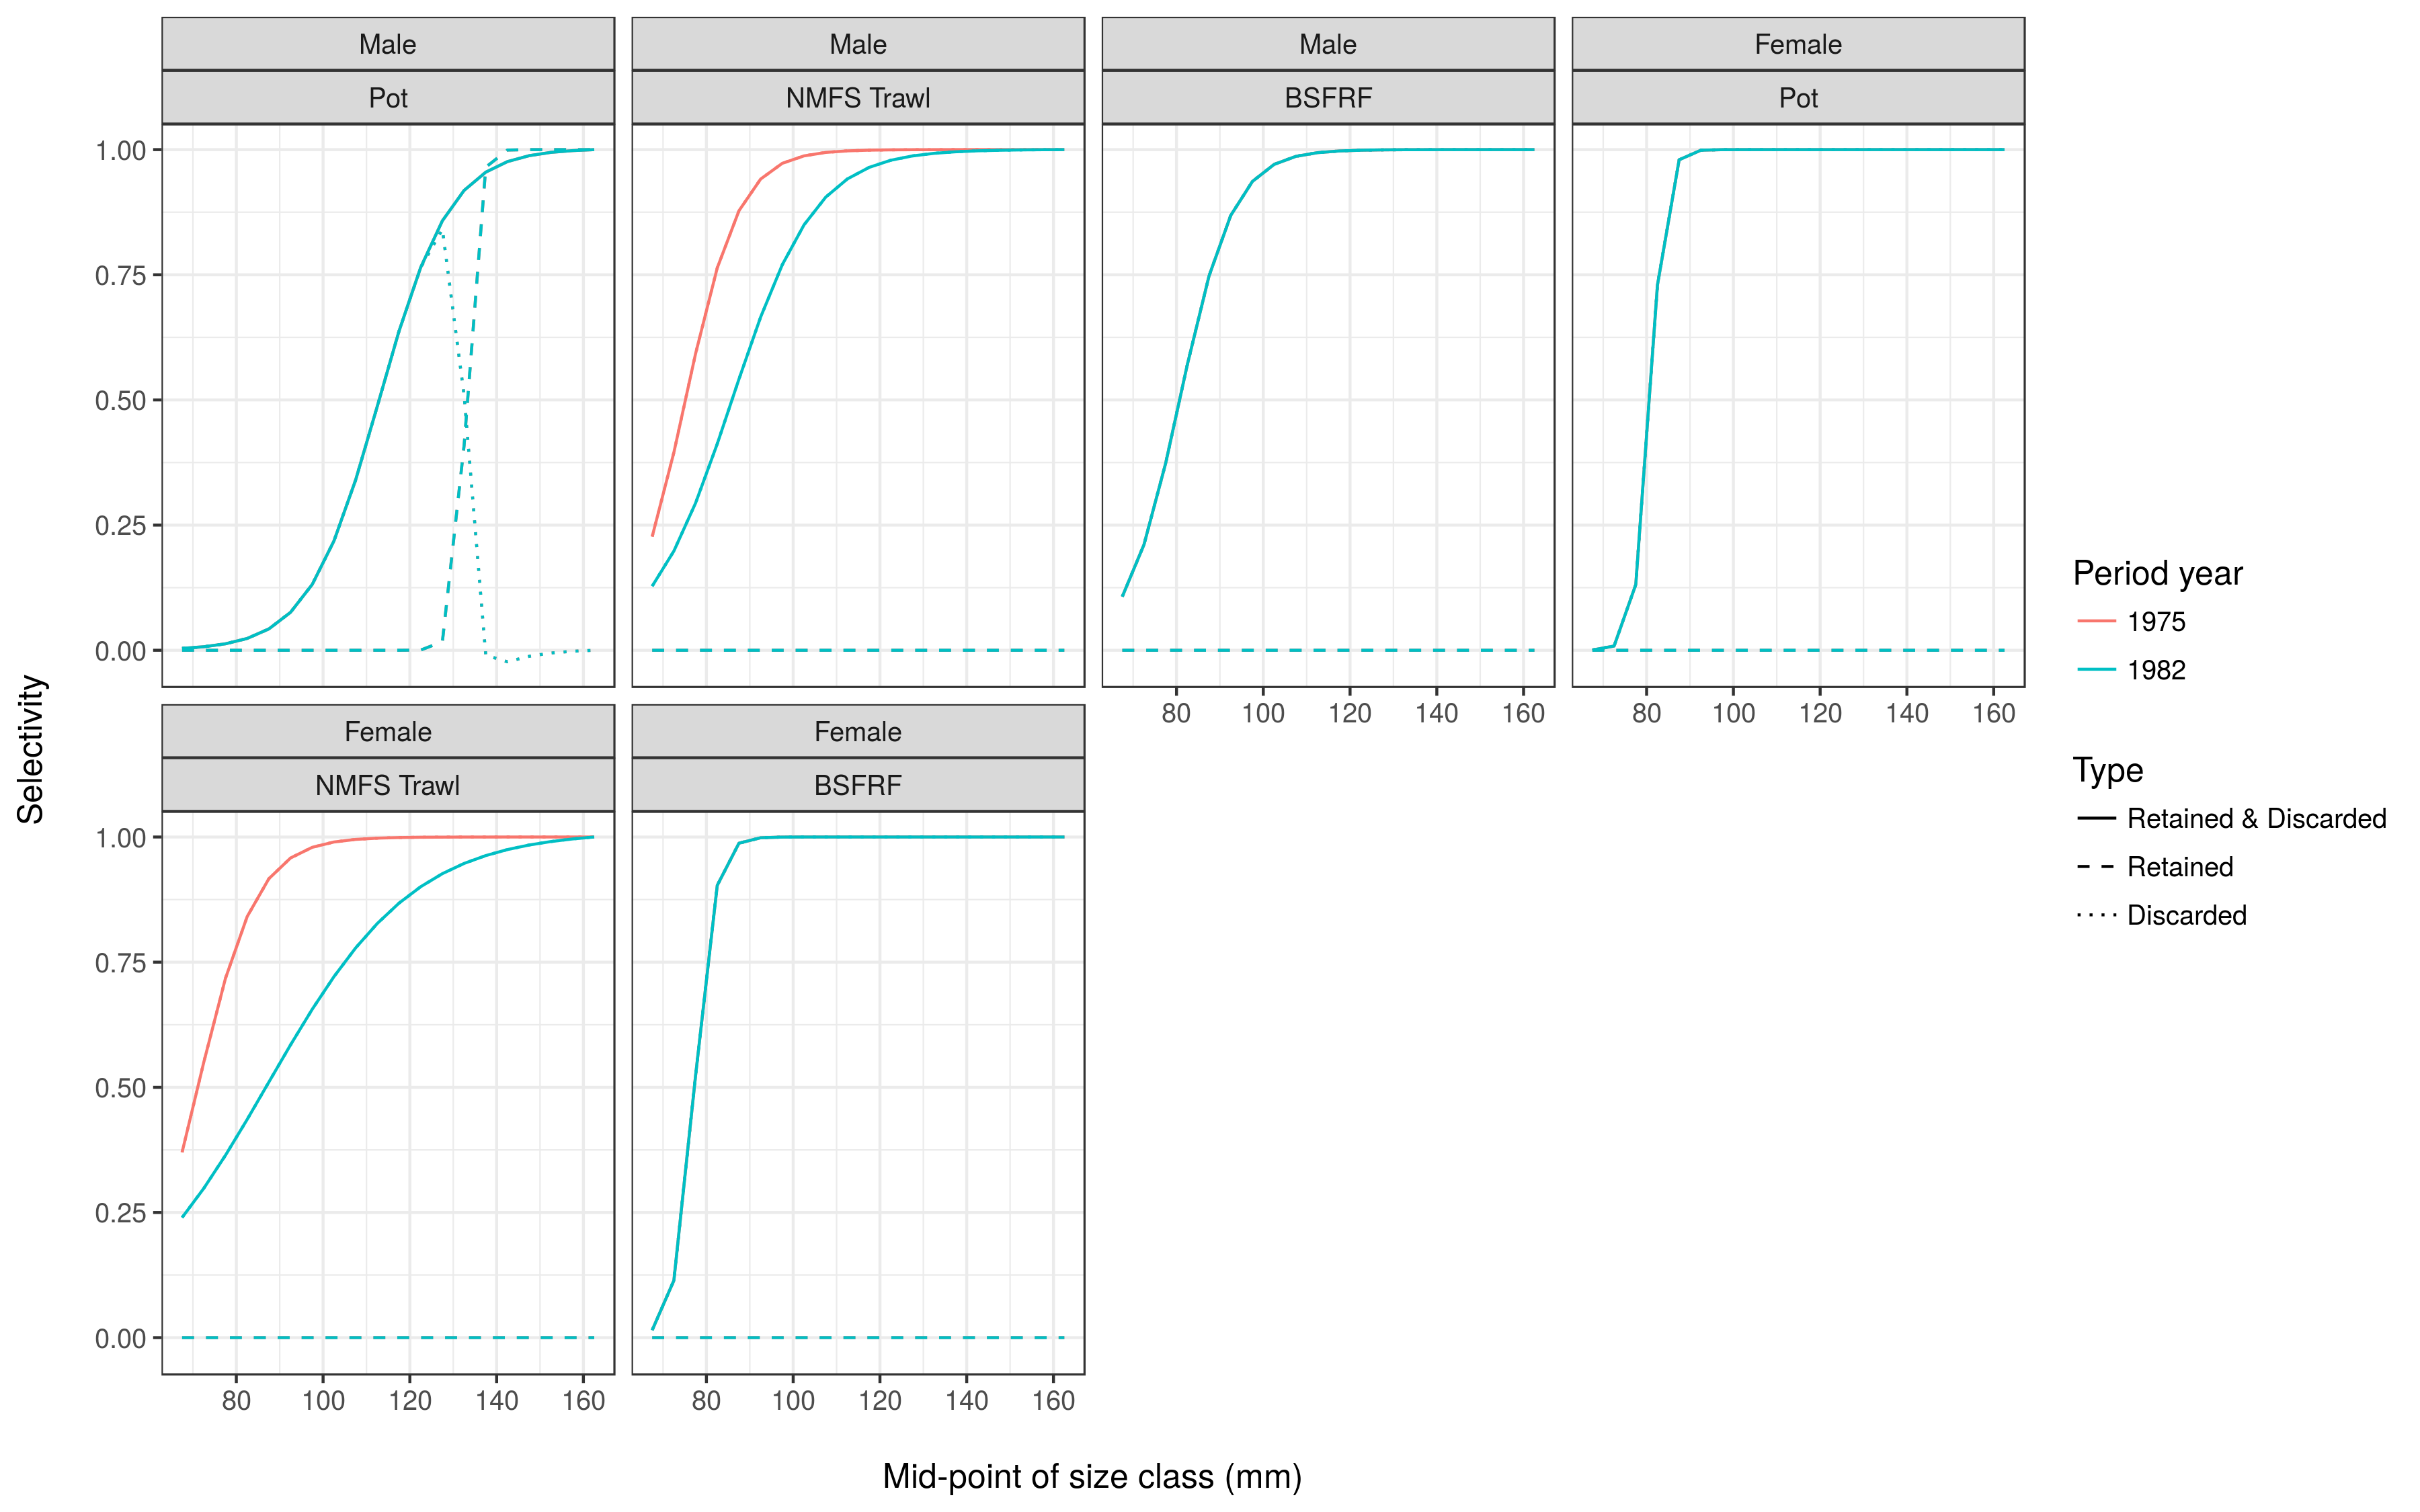 Male Male Male Female
Pot NMFS Trawl BSFRF Pot
1.00
0.75
0.50
0.25
0.00
80 100 120 140 160 80 100 120 140 160
Female Female
NMFS Trawl BSFRF
1.00
0.75
0.50
0.25
0.00
80 100 120 140 160 80 100 120 140 160
Selectivity
Mid-point of size class (mm)
Period year
1975
1982
Type
Retained & Discarded
Retained
Discarded